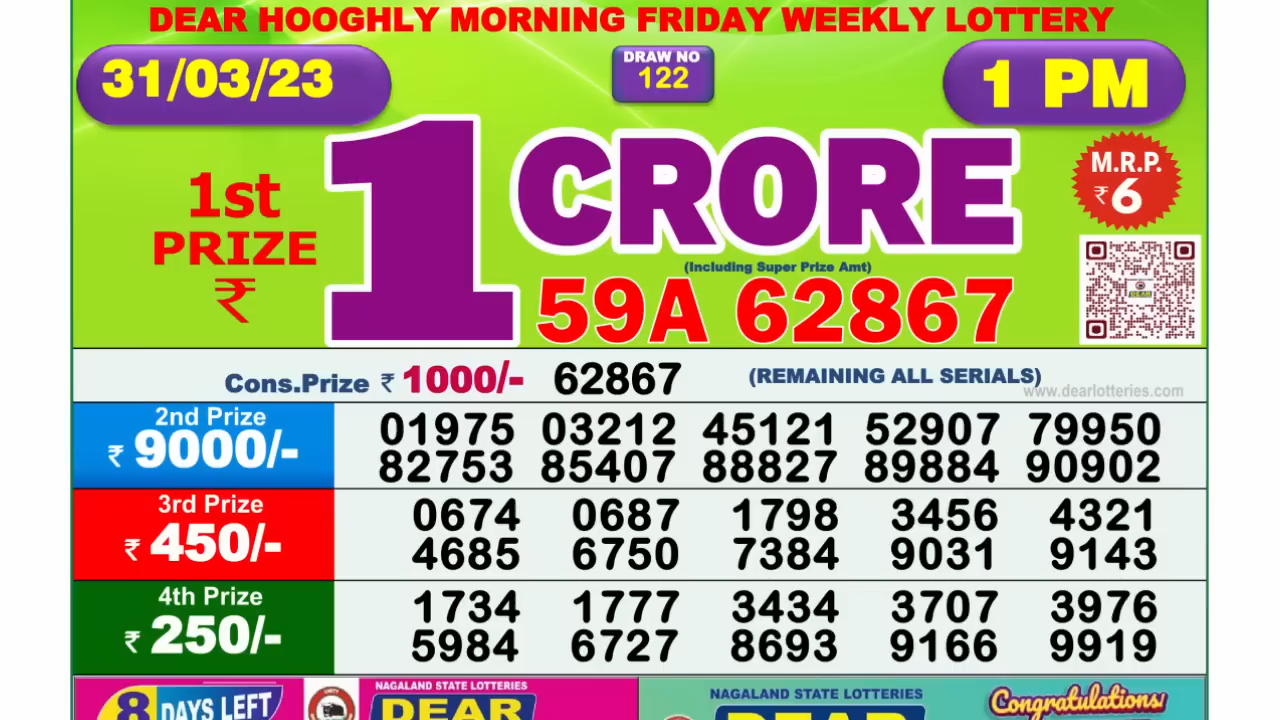 DEAR HOOGHLY MORNING FRIDAY WEEKLY LOTTERY
31/03/23
DRAW NO
122
1 PM
1st
PRIZE
₹
1 CRORE
M.R.P.
₹6
(Including Super Prize Amt)
59A 62867
DEAR
Cons.Prize ₹ 1000/- 62867 (REMAINING ALL SERIALS)
www.dearlotteries.com
2nd Prize
₹ 9000/-
01975 03212 45121 52907 79950
82753 85407 88827 89884 90902
3rd Prize
₹ 450/-
0674 0687 1798 3456 4321
4685 6750 7384 9031 9143
4th Prize
₹ 250/-
1734 1777 3434 3707 3976
5984 6727 8693 9166 9919
8 DAYS LEFT
NAGALAND STATE LOTTERIES
DEAR
NAGALAND STATE LOTTERIES
DEAR
Congratulations!